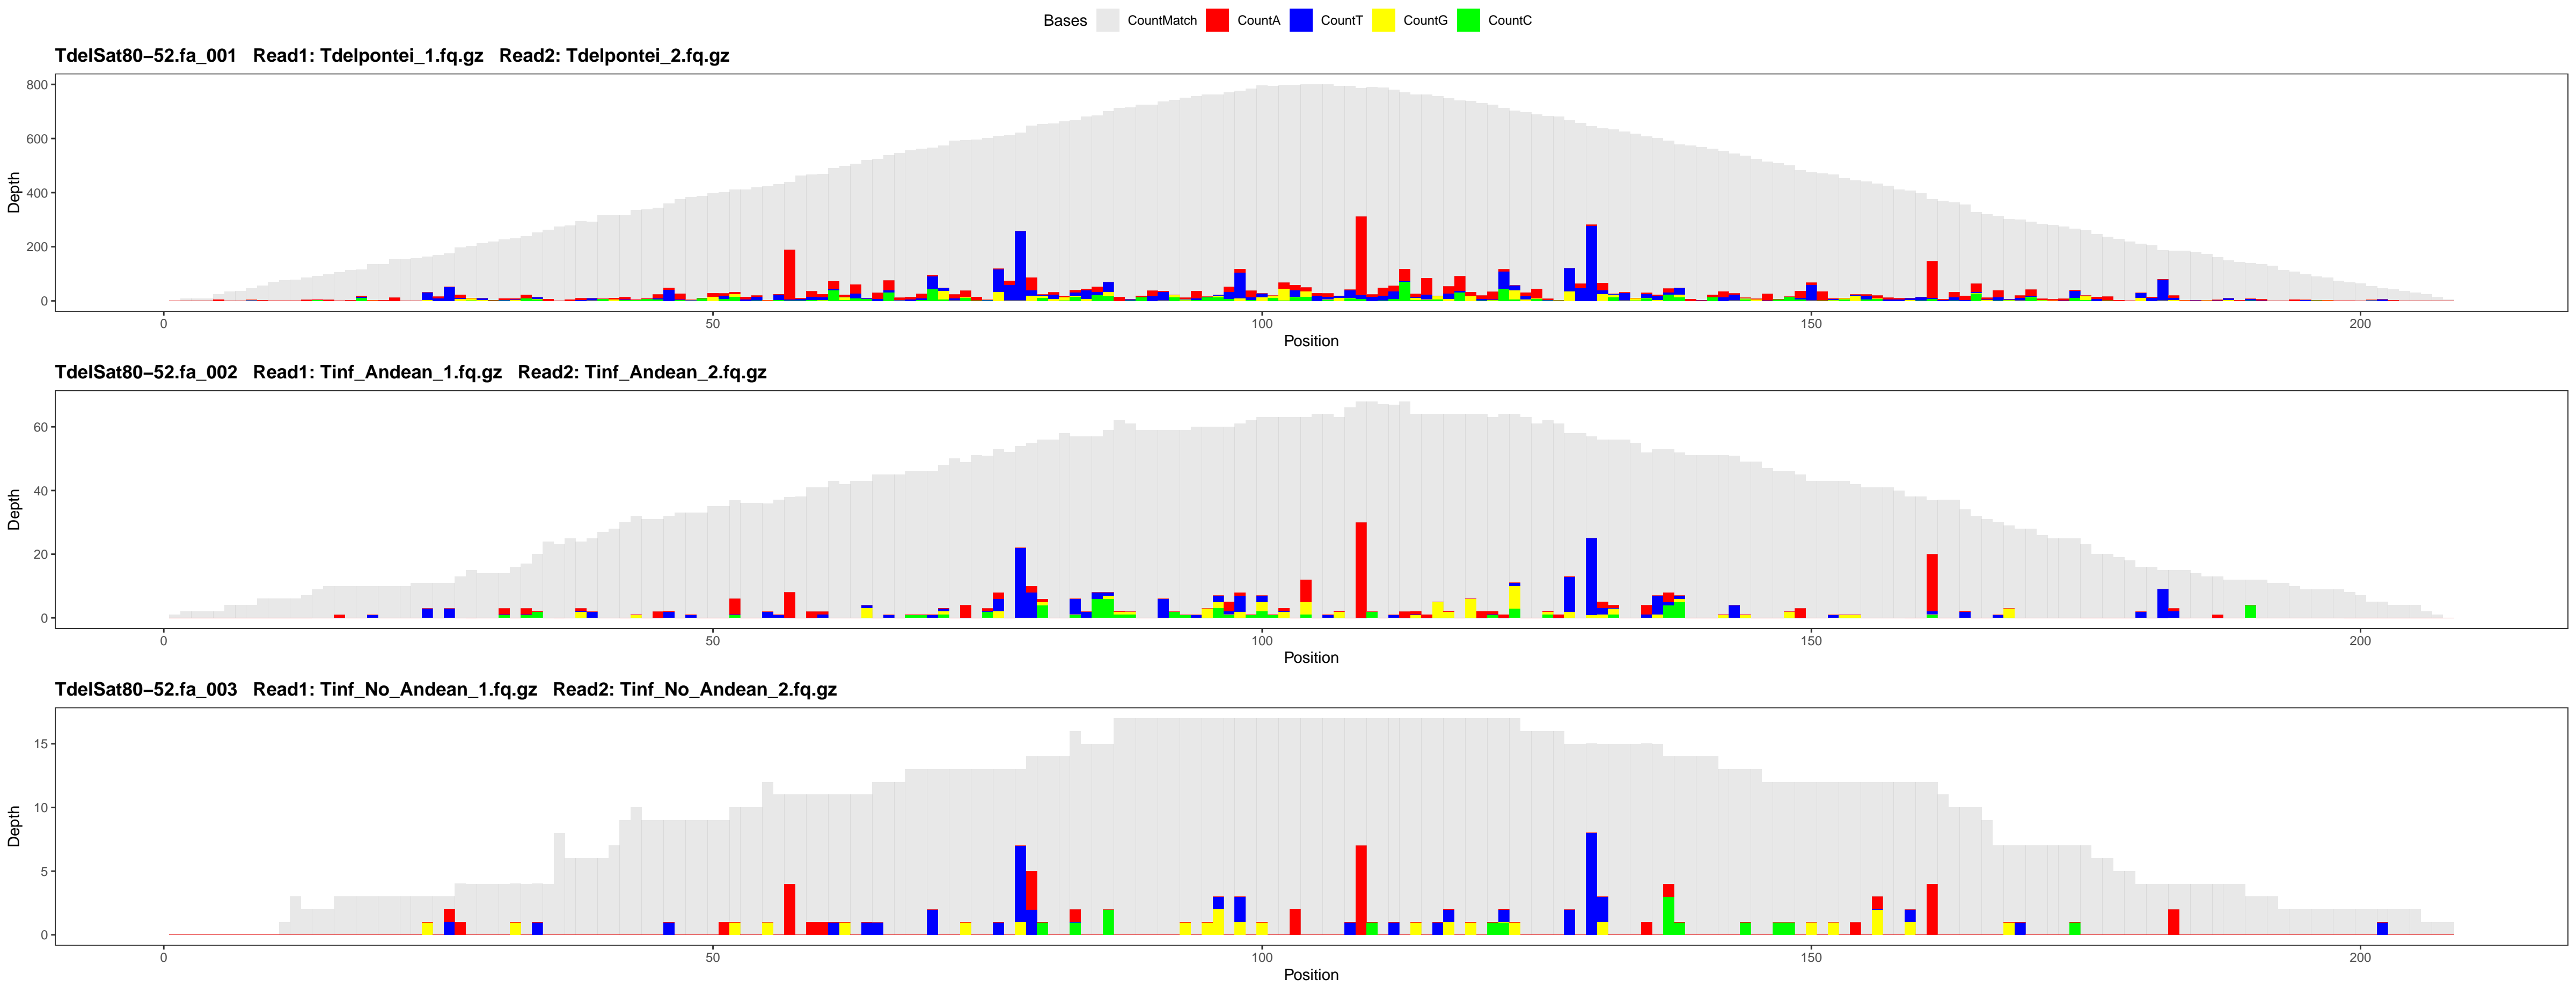 Bases CountMatch CountA CountT CountG CountC
TdelSat80−52.fa_001 Read1: Tdelpontei_1.fq.gz Read2: Tdelpontei_2.fq.gz
800
600
400
200
0
Depth
0 50 100 150 200
Position
TdelSat80−52.fa_002 Read1: Tinf_Andean_1.fq.gz Read2: Tinf_Andean_2.fq.gz
60
40
20
0
Depth
0 50 100 150 200
Position
TdelSat80−52.fa_003 Read1: Tinf_No_Andean_1.fq.gz Read2: Tinf_No_Andean_2.fq.gz
15
10
5
0
Depth
0 50 100 150 200
Position